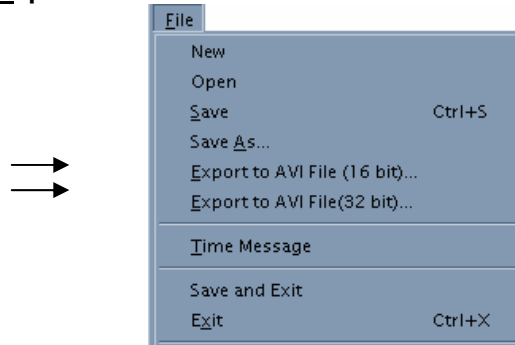 File
New
Open
Save Ctrl+S
Save As...
Export to AVI File (16 bit)...
Export to AVI File(32 bit)...
Time Message
Save and Exit
Exit Ctrl+X